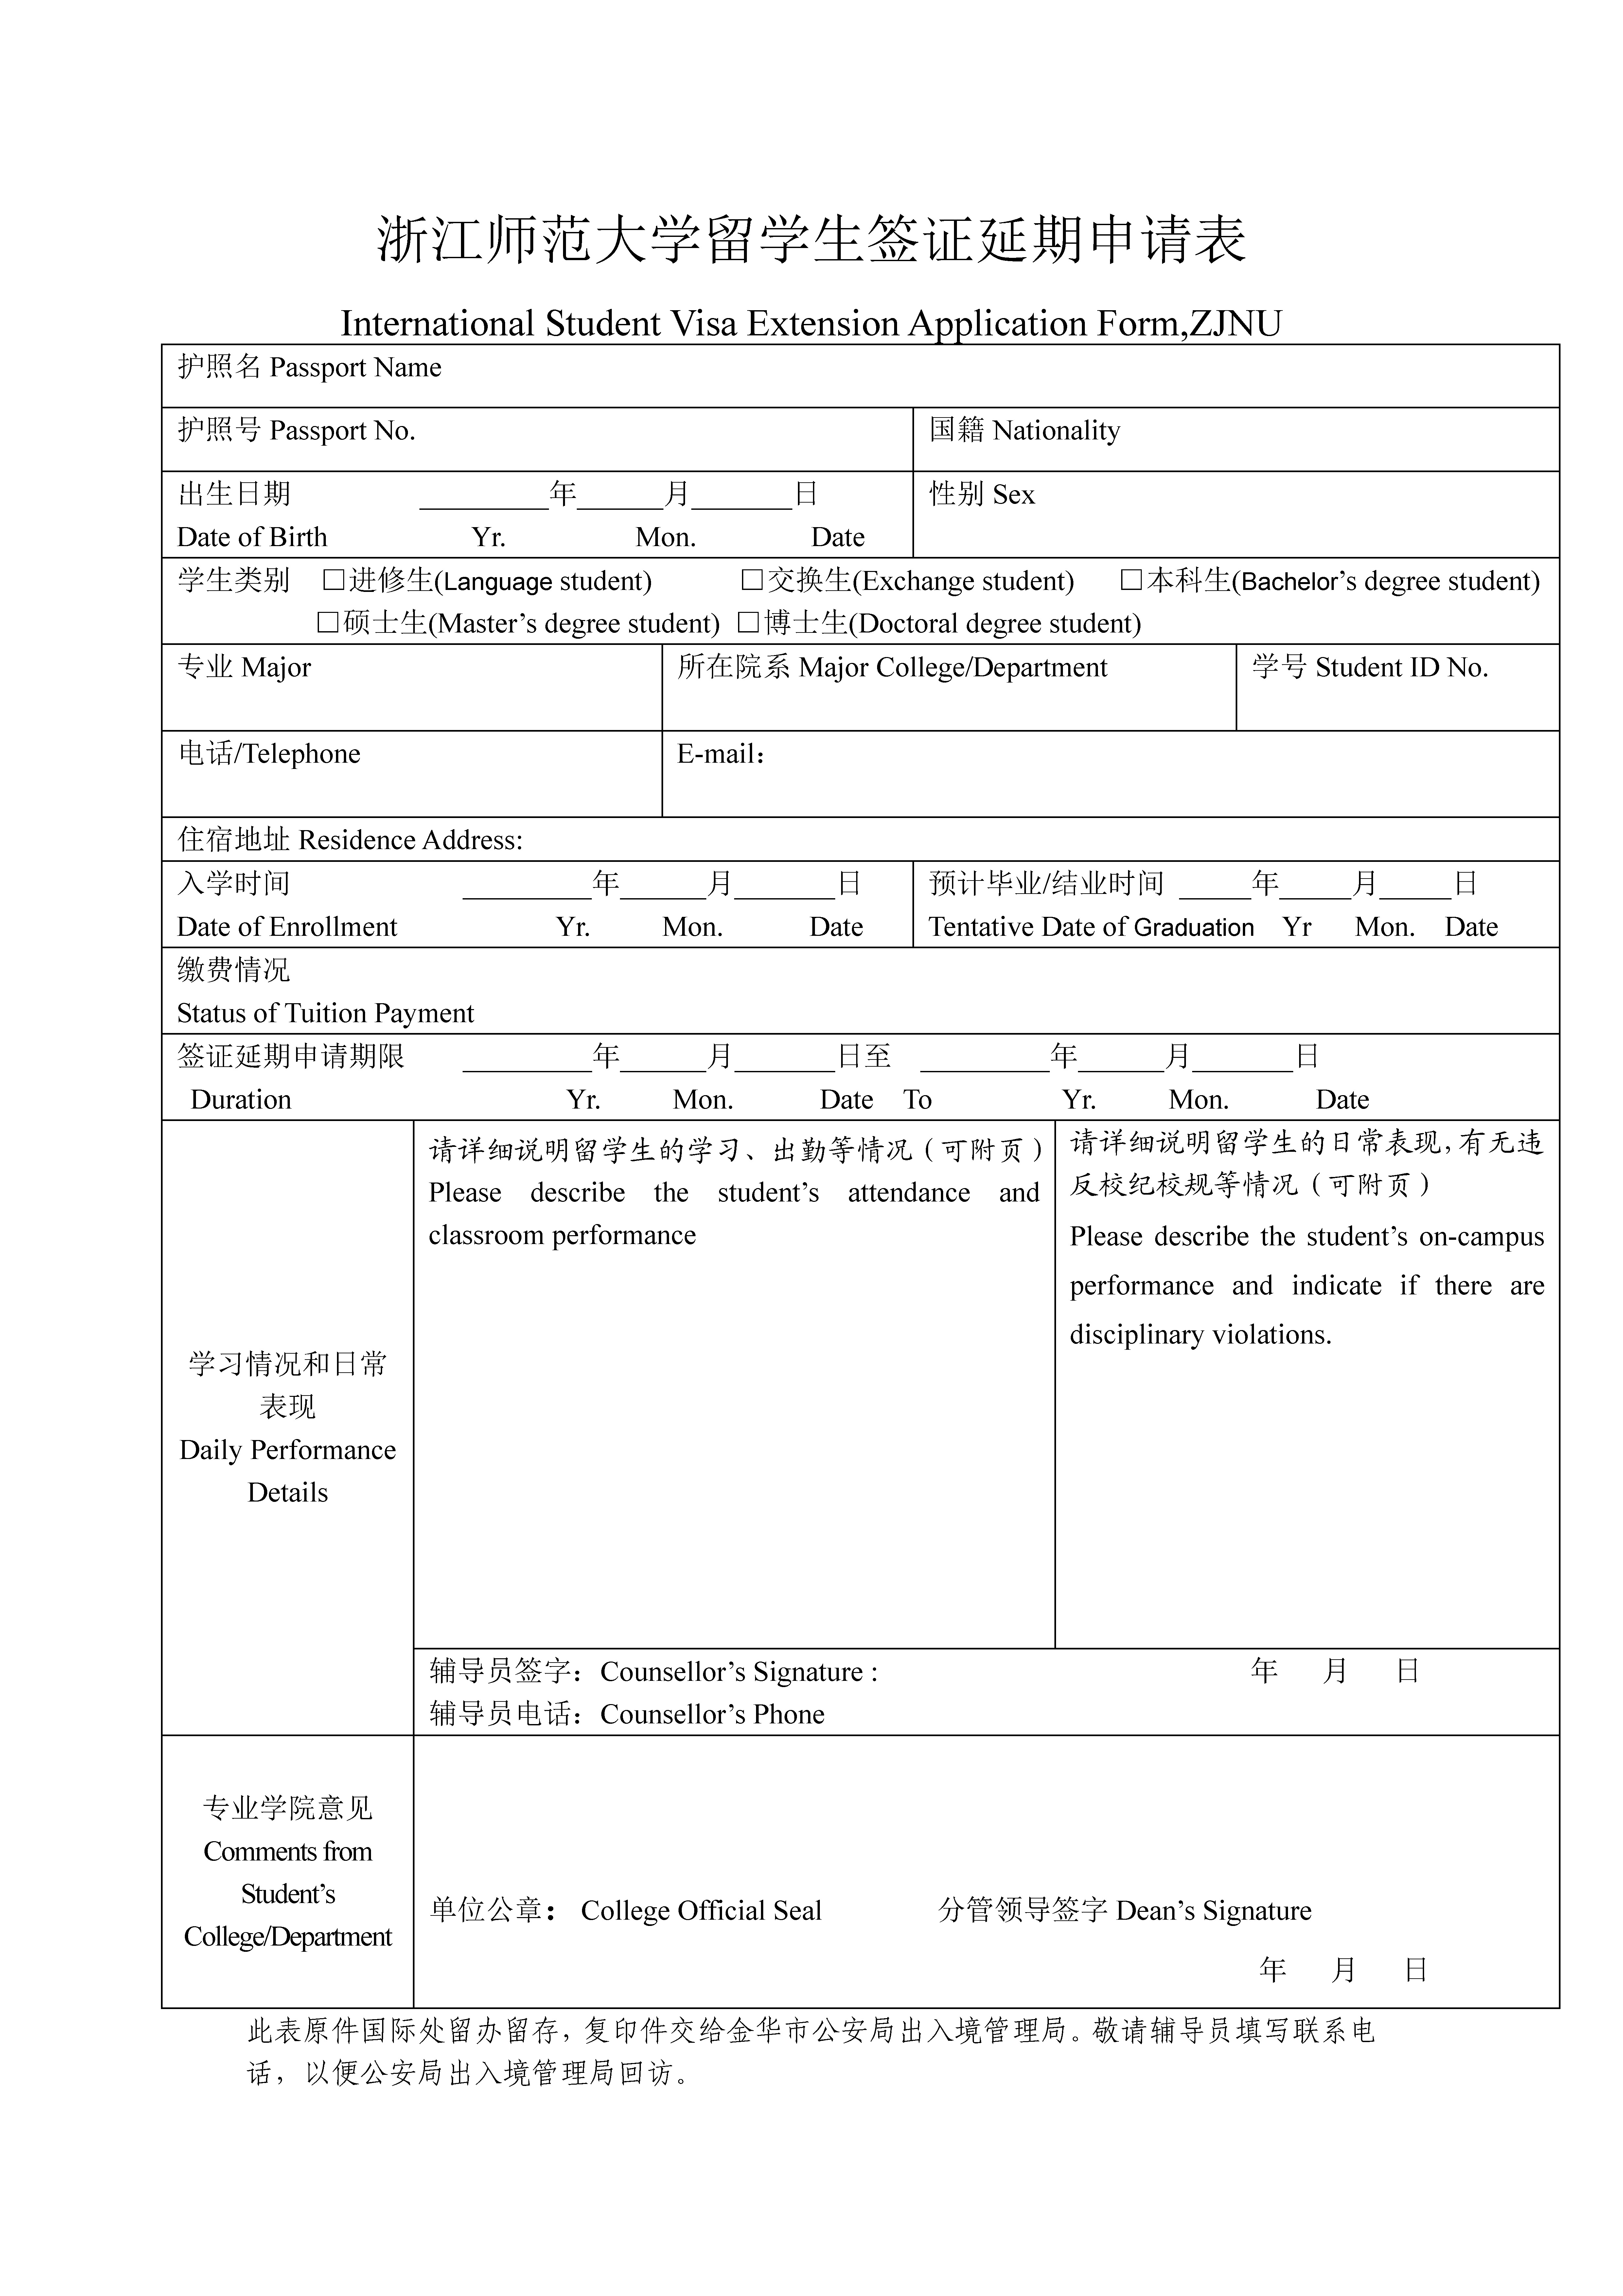 浙江师范大学留学生签证延期申请表
International Student Visa Extension Application Form,ZJNU
护照名 Passport Name
护照号 Passport No.
国籍 Nationality
出生日期 _________年______月_______日
Date of Birth Yr. Mon. Date
性别 Sex
学生类别 □进修生(Language student) □交换生(Exchange student) □本科生(Bachelor’s degree student)
□硕士生(Master’s degree student) □博士生(Doctoral degree student)
专业 Major
所在院系 Major College/Department
学号 Student ID No.
电话/Telephone
E-mail：
住宿地址 Residence Address:
入学时间 _________年______月_______日
Date of Enrollment Yr. Mon. Date
预计毕业/结业时间 _____年_____月_____日
Tentative Date of Graduation Yr Mon. Date
缴费情况
Status of Tuition Payment
签证延期申请期限 _________年______月_______日至 _________年______月_______日
Duration Yr. Mon. Date To Yr. Mon. Date
学习情况和日常
表现
Daily Performance
Details
请详细说明留学生的学习、出勤等情况（可附页）
Please describe the student’s attendance and
classroom performance
请详细说明留学生的日常表现，有无违
反校纪校规等情况（可附页）
Please describe the student’s on-campus
performance and indicate if there are
disciplinary violations.
辅导员签字：Counsellor’s Signature : 年 月 日
辅导员电话：Counsellor’s Phone
专业学院意见
Comments from
Student’s
College/Department
单位公章： College Official Seal 分管领导签字 Dean’s Signature
年 月 日
此表原件国际处留办留存，复印件交给金华市公安局出入境管理局。敬请辅导员填写联系电
话，以便公安局出入境管理局回访。